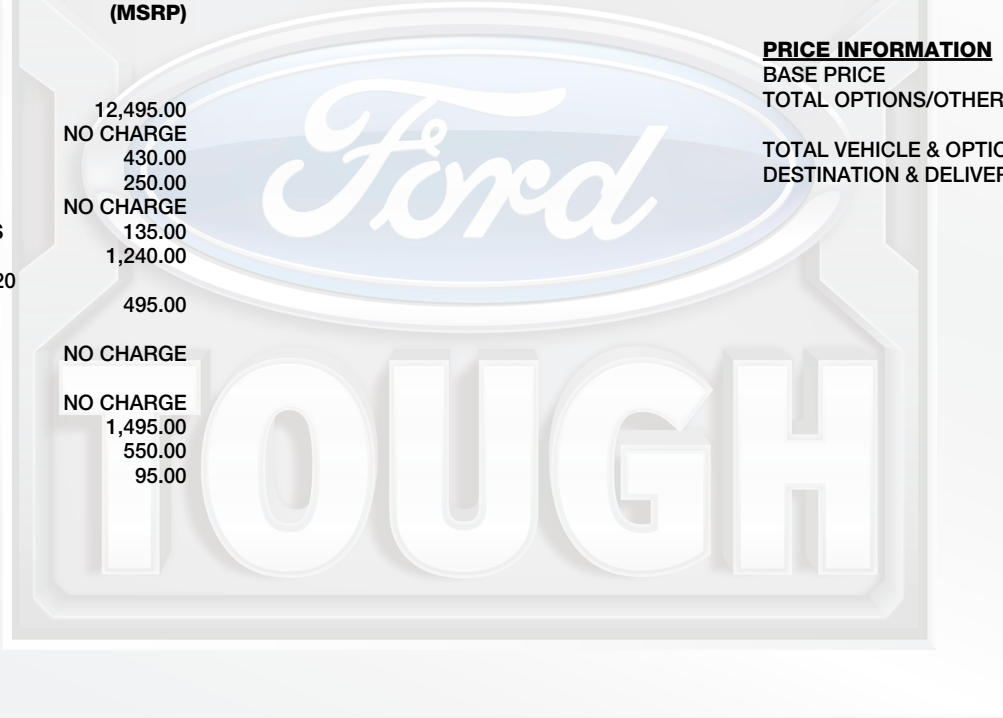 (MSRP)
12,495.00
NO CHARGE
430.00
250.00
NO CHARGE
S 135.00
1,240.00
20
495.00
NO CHARGE
NO CHARGE
1,495.00
550.00
95.00
PRICE INFORMATION
BASE PRICE
TOTAL OPTIONS/OTHER
TOTAL VEHICLE & OPTIO
DESTINATION & DELIVER
Ford
TOUGH